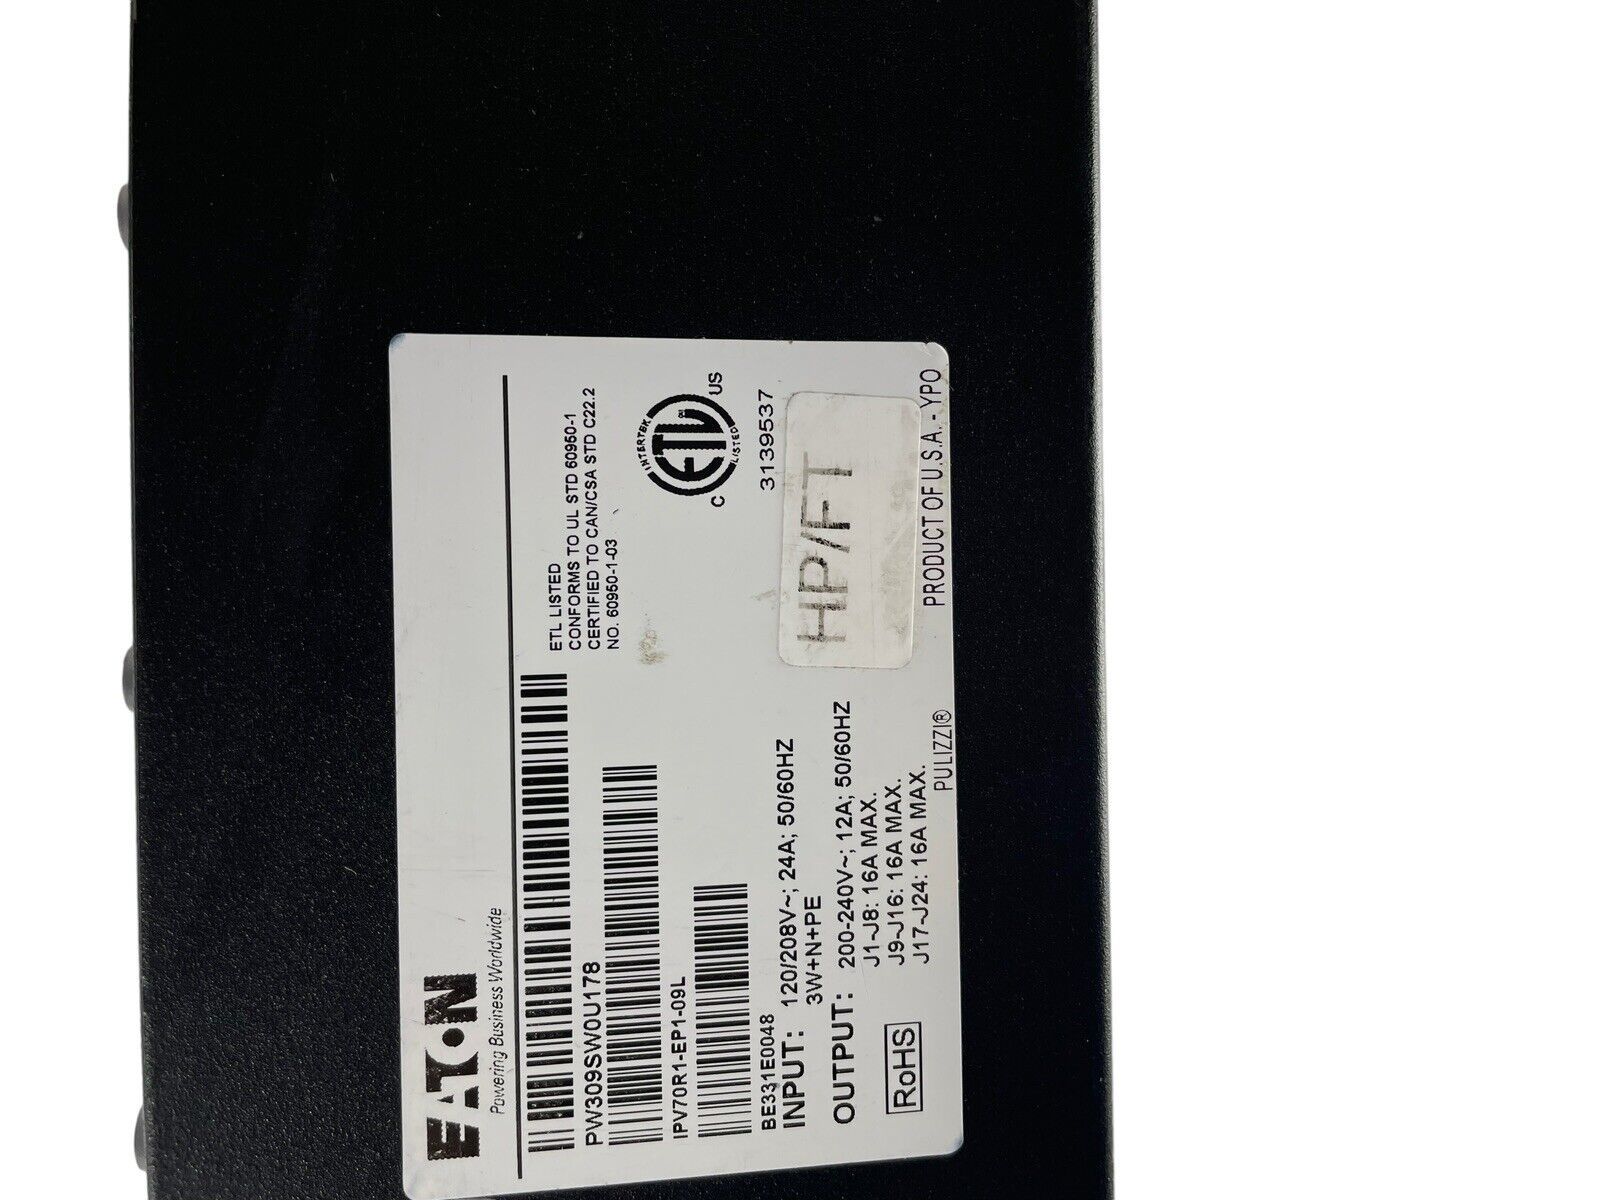 EATON
Powering Business Worldwide
PW309SW0U178
IPV70R1-EP1-09L
BE331E0048
ETL LISTED
CONFORMS TO UL STD 60950-1
CERTIFIED TO CAN/CSA STD C22.2
NO. 60950-1-03
INTERTEK
ETL
LISTED
C US
3139537
INPUT: 120/208V~; 24A; 50/60HZ
3W+N+PE
OUTPUT: 200-240V~; 12A; 50/60HZ
J1-J8: 16A MAX.
J9-J16: 16A MAX.
J17-J24: 16A MAX.
HP/FT
RoHS
PULIZZI® PRODUCT OF U.S.A. - YPO